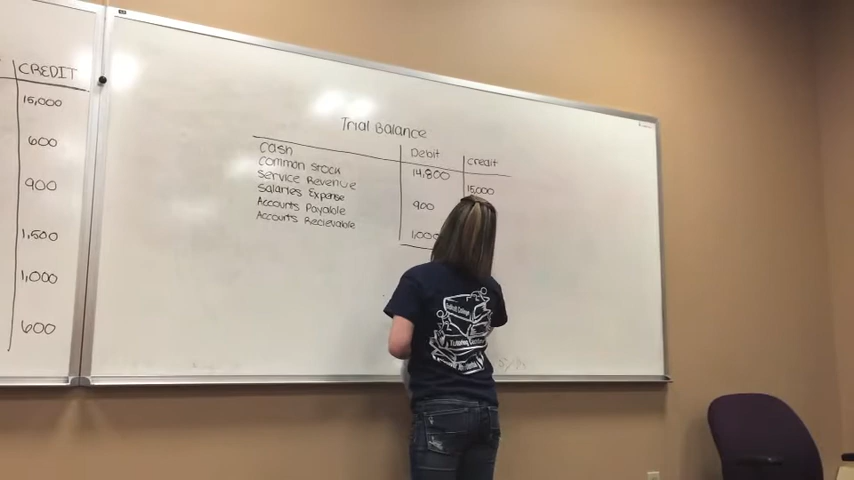 CREDIT
15,000
600
900
1,500
1,000
600
Trial Balance
Debit Credit
Cash 14,800
Common Stock 15,000
Service Revenue
Salaries Expense 900
Accounts Payable
Accounts Recievable 1,000
Tutoring